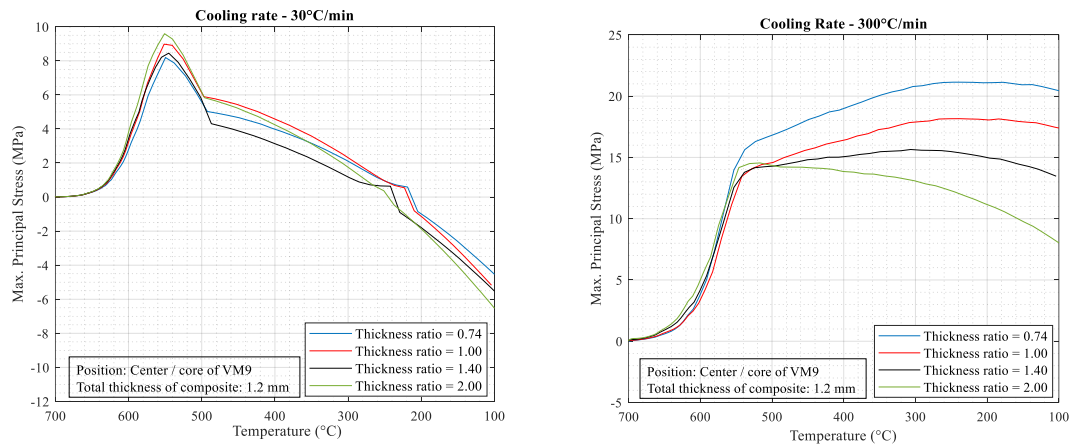 Cooling rate - 30°C/min
Max. Principal Stress (MPa)
10
8
6
4
2
0
-2
-4
-6
-8
-10
-12
Thickness ratio = 0.74
Thickness ratio = 1.00
Thickness ratio = 1.40
Thickness ratio = 2.00
Position: Center / core of VM9
Total thickness of composite: 1.2 mm
700 600 500 400 300 200 100
Temperature (°C)
Cooling Rate - 300°C/min
Max. Principal Stress (MPa)
25
20
15
10
5
0
-5
Thickness ratio = 0.74
Thickness ratio = 1.00
Thickness ratio = 1.40
Thickness ratio = 2.00
Position: Center / core of VM9
Total thickness of composite: 1.2 mm
700 600 500 400 300 200 100
Temperature (°C)